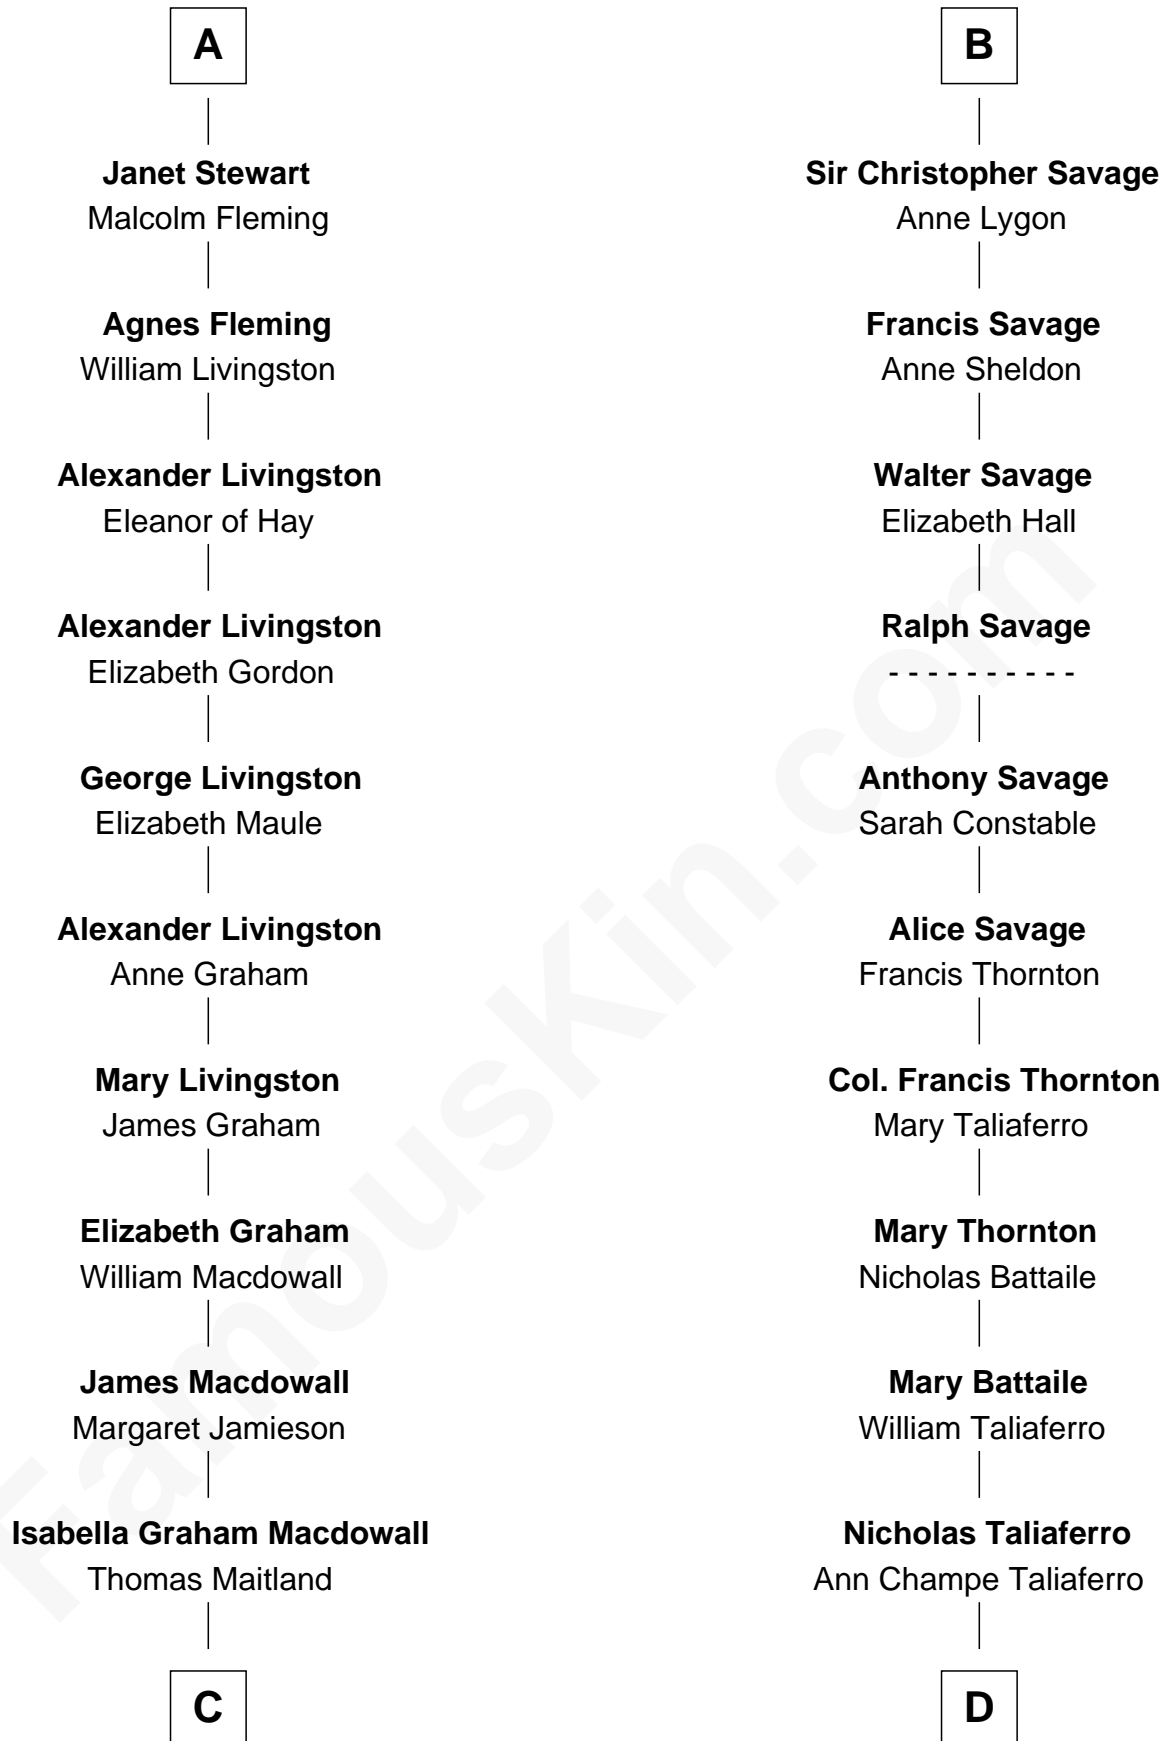 A
Janet Stewart
Malcolm Fleming
Agnes Fleming
William Livingston
Alexander Livingston
Eleanor of Hay
Alexander Livingston
Elizabeth Gordon
George Livingston
Elizabeth Maule
Alexander Livingston
Anne Graham
Mary Livingston
James Graham
Elizabeth Graham
William Macdowall
James Macdowall
Margaret Jamieson
Isabella Graham Macdowall
Thomas Maitland
C
B
Sir Christopher Savage
Anne Lygon
Francis Savage
Anne Sheldon
Walter Savage
Elizabeth Hall
Ralph Savage
- - - - - - - - - -
Anthony Savage
Sarah Constable
Alice Savage
Francis Thornton
Col. Francis Thornton
Mary Taliaferro
Mary Thornton
Nicholas Battaile
Mary Battaile
William Taliaferro
Nicholas Taliaferro
Ann Champe Taliaferro
D
FamousKin.com